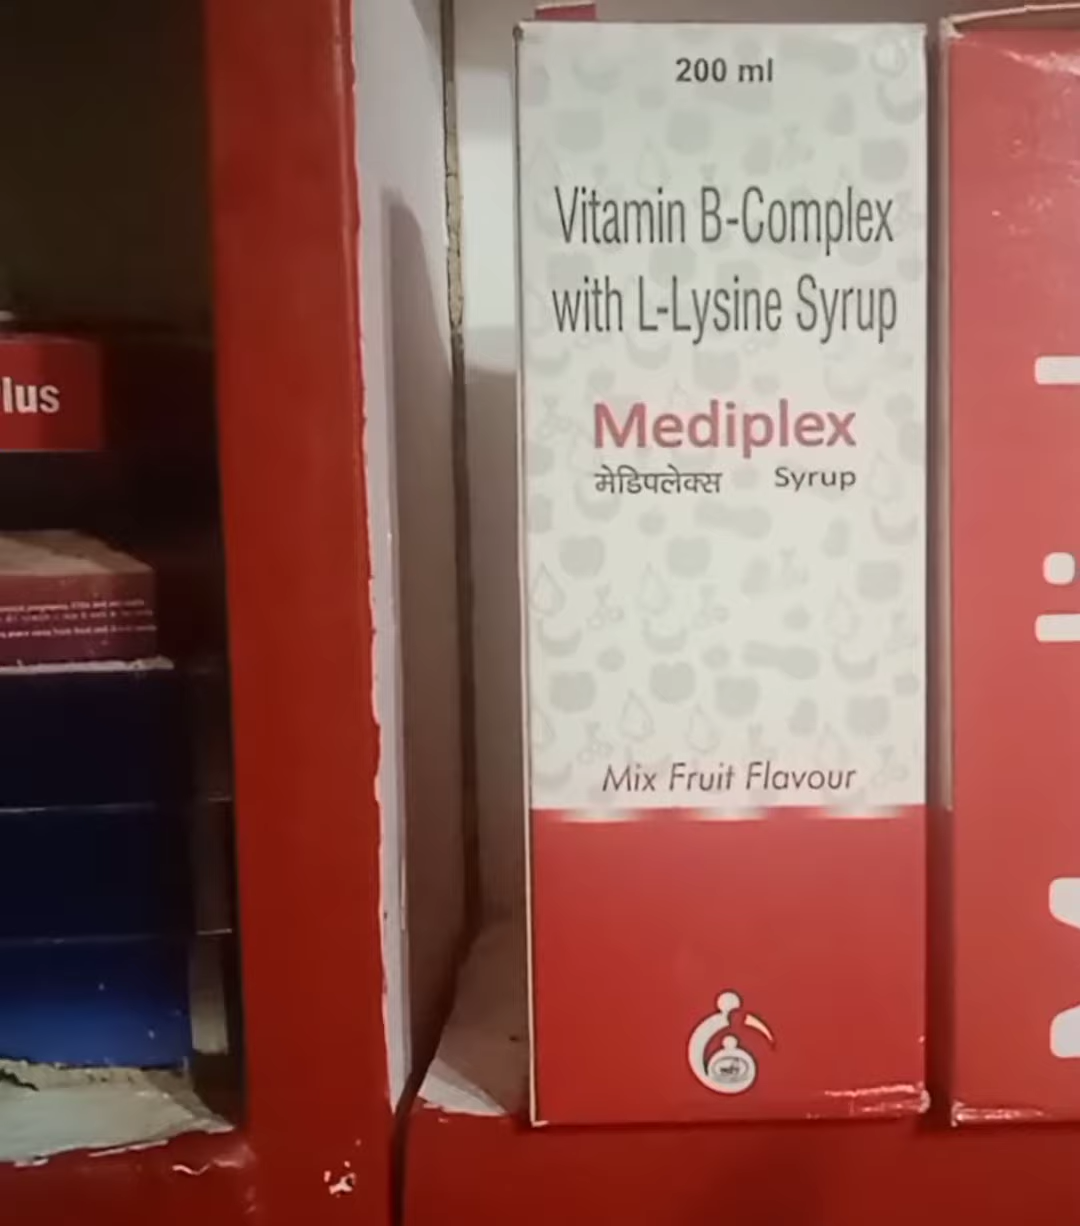 200 ml
Vitamin B-Complex
with L-Lysine Syrup
Mediplex
मेडिपलेक्स Syrup
Mix Fruit Flavour
lus